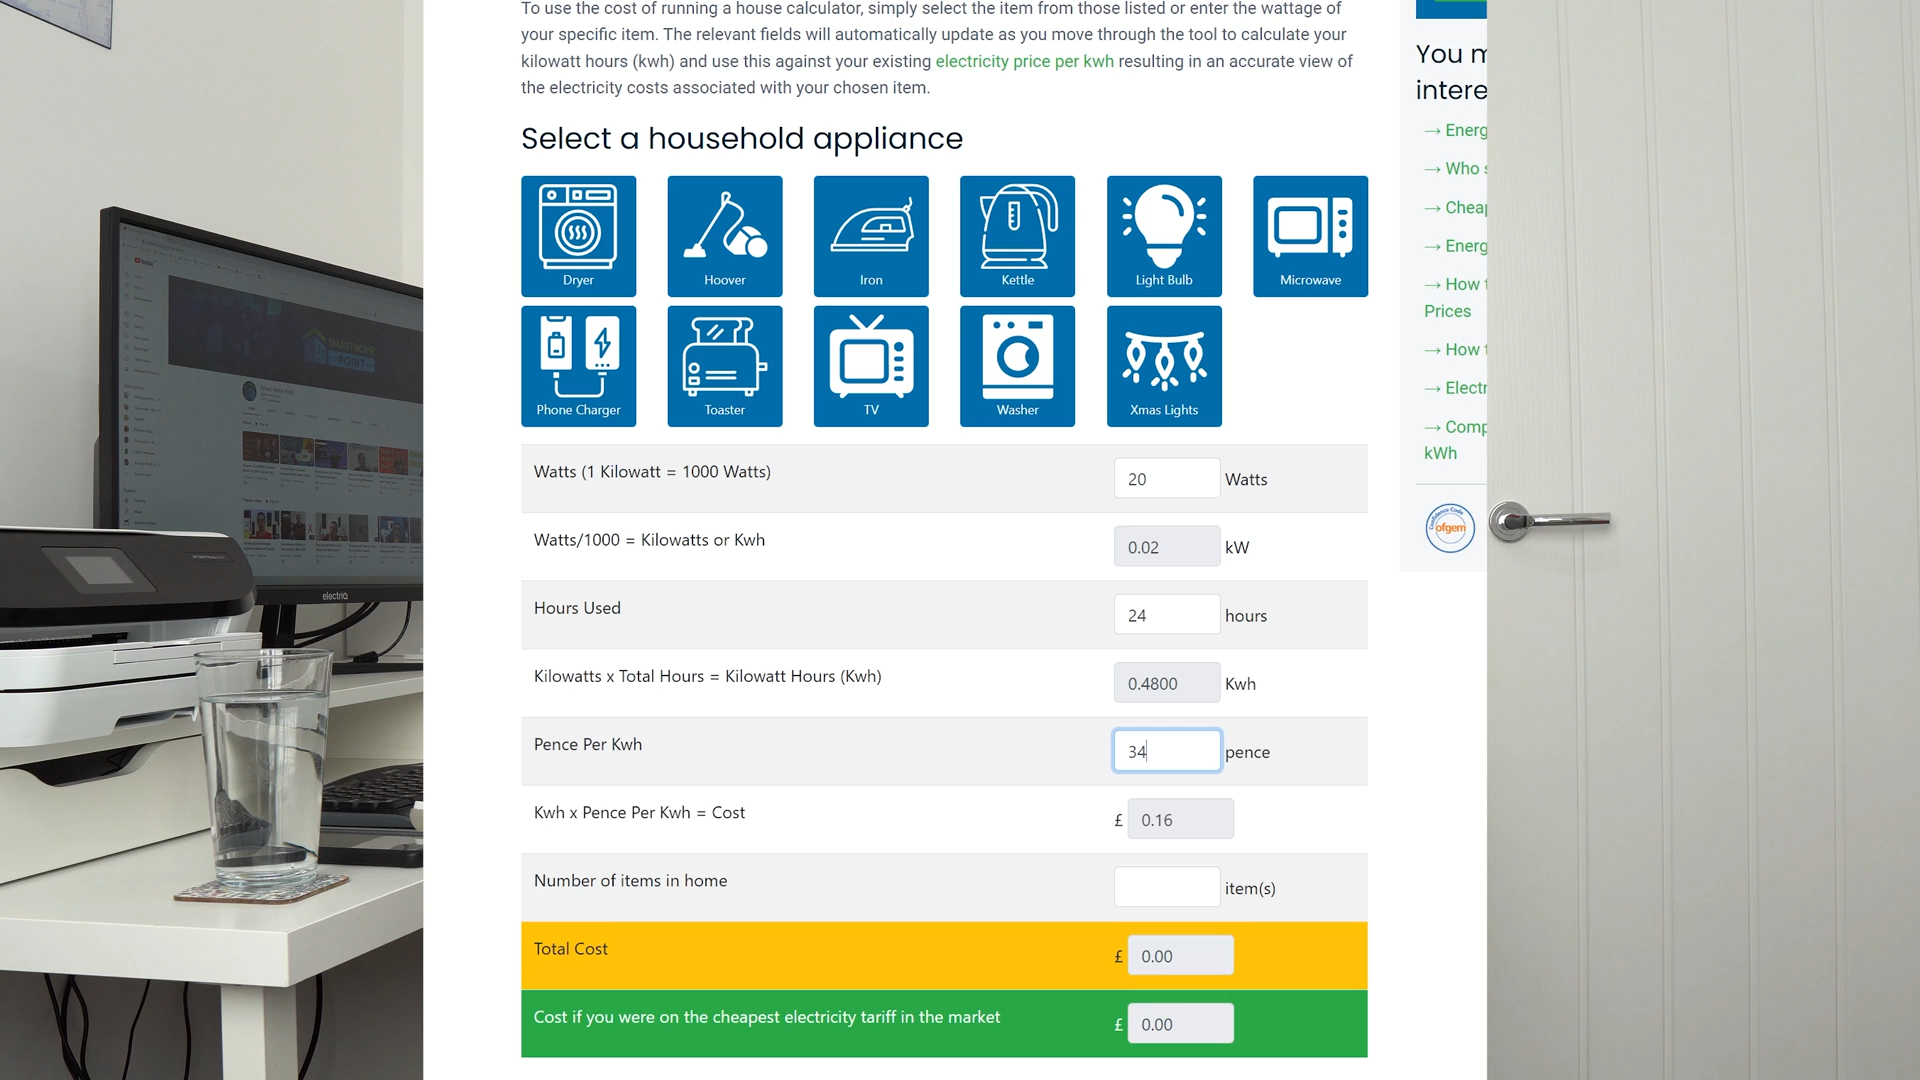 To use the cost of running a house calculator, simply select the item from those listed or enter the wattage of
your specific item. The relevant fields will automatically update as you move through the tool to calculate your
kilowatt hours (kwh) and use this against your existing electricity price per kwh resulting in an accurate view of
the electricity costs associated with your chosen item.
Select a household appliance
Dryer
Hoover
Iron
Kettle
Light Bulb
Microwave
Phone Charger
Toaster
TV
Washer
Xmas Lights
Watts (1 Kilowatt = 1000 Watts) 20 Watts
Watts/1000 = Kilowatts or Kwh 0.02 kW
Hours Used 24 hours
Kilowatts x Total Hours = Kilowatt Hours (Kwh) 0.4800 Kwh
Pence Per Kwh 34 pence
Kwh x Pence Per Kwh = Cost £ 0.16
Number of items in home item(s)
Total Cost £ 0.00
Cost if you were on the cheapest electricity tariff in the market £ 0.00
You m
intere
→ Energ
→ Who s
→ Cheap
→ Energ
→ How t
Prices
→ How t
→ Electr
→ Comp
kWh
Confidence Code
ofgem
SMART HOME
POINT
electriq